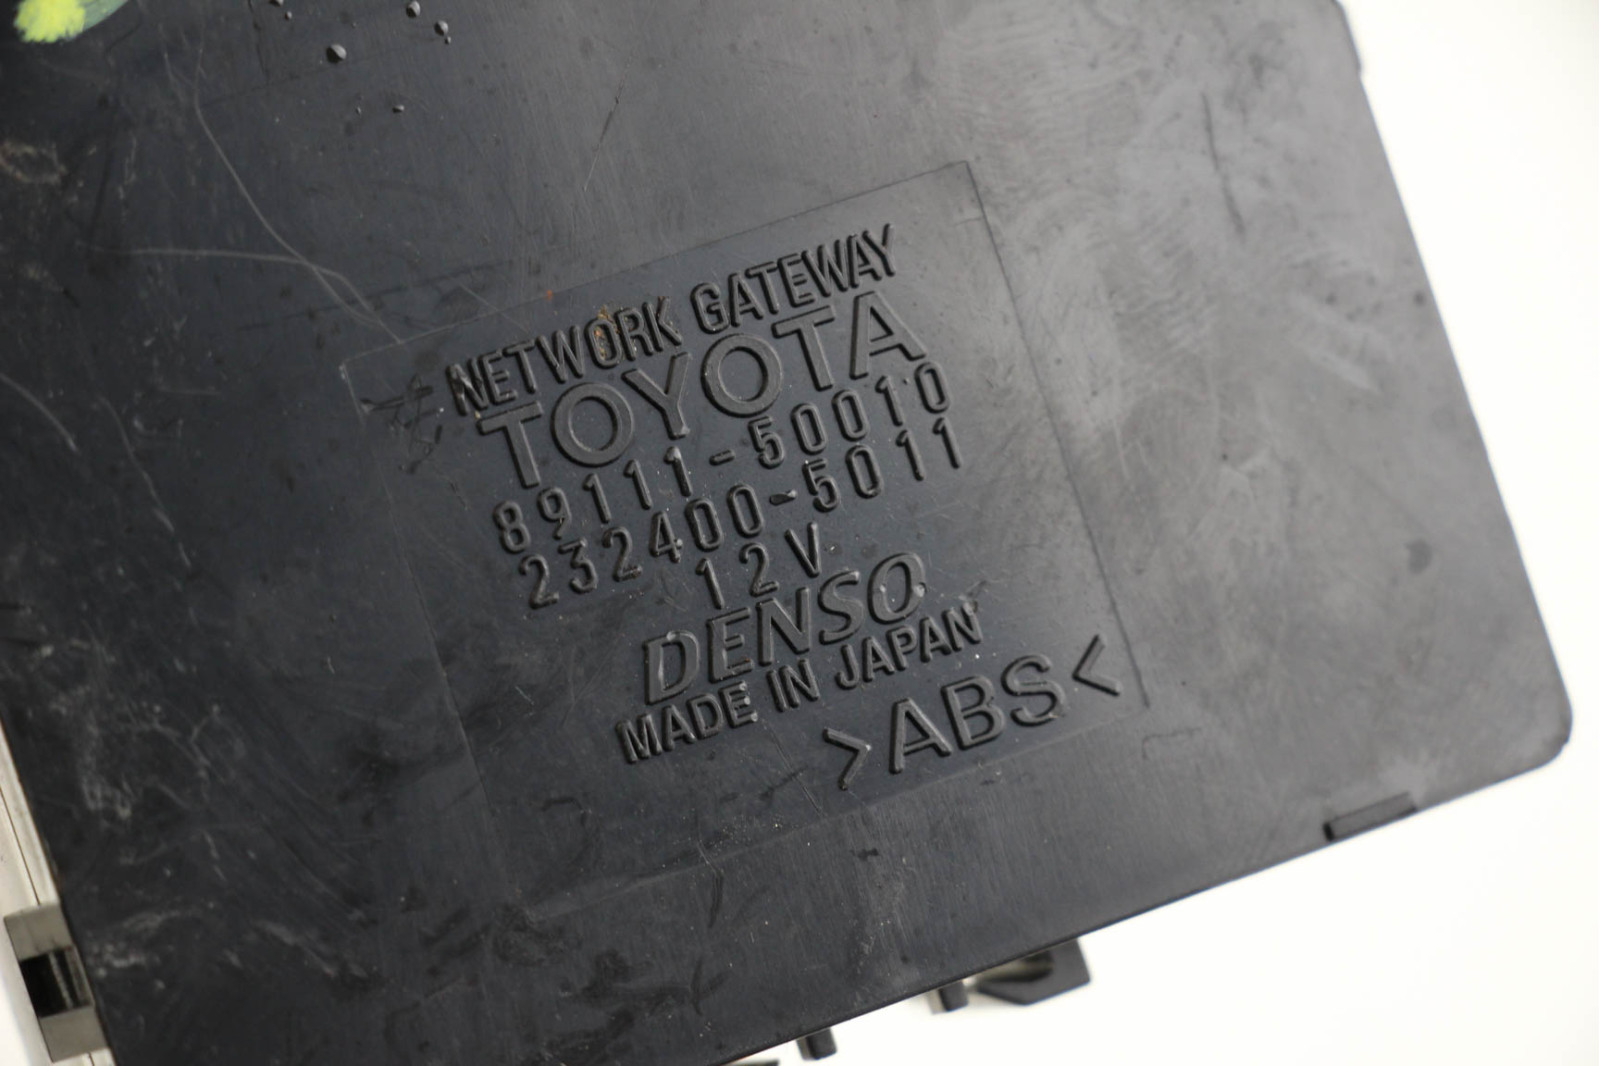 NETWORK GATEWAY
TOYOTA
89111-50010
232400-5011
12V
DENSO
MADE IN JAPAN
>ABS<